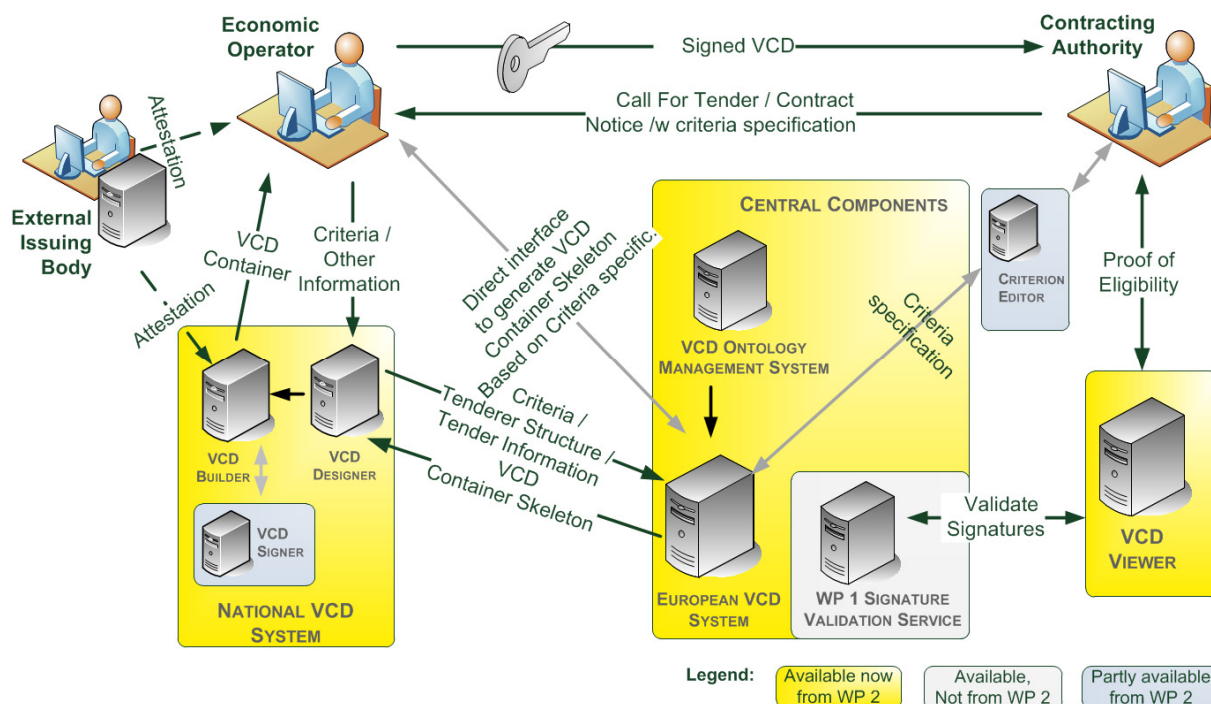 Economic
Operator
Signed VCD
Contracting
Authority
Call For Tender / Contract
Notice /w criteria specification
Attestation
External
Issuing
Body
Attestation
VCD
Container
Criteria /
Other
Information
Direct interface
to generate VCD
Container Skeleton
Based on Criteria specific.
CENTRAL COMPONENTS
VCD ONTOLOGY
MANAGEMENT SYSTEM
Criteria
specification
CRITERION
EDITOR
Proof of
Eligibility
VCD
BUILDER
VCD
DESIGNER
VCD
SIGNER
NATIONAL VCD
SYSTEM
Criteria /
Tenderer Structure /
Tender Information
VCD
Container Skeleton
EUROPEAN VCD
SYSTEM
WP 1 SIGNATURE
VALIDATION SERVICE
Validate
Signatures
VCD
VIEWER
Legend:
Available now
from WP 2
Available,
Not from WP 2
Partly available
from WP 2